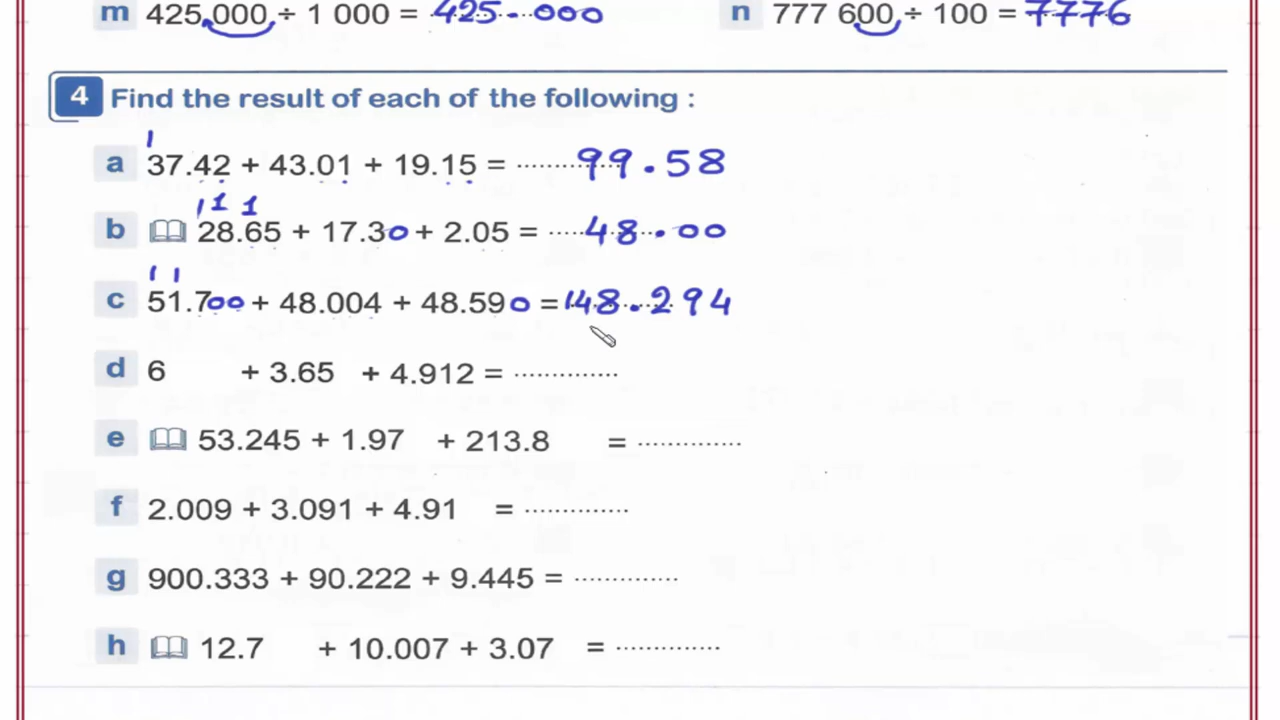 m 425,000 ÷ 1 000 = 425.000
n 777 600 ÷ 100 = 7776
4 Find the result of each of the following :
1
a 37.42 + 43.01 + 19.15 = ........ 99.58
1 1 1
b 28.65 + 17.30 + 2.05 = ..... 48.00
1 1
c 51.700 + 48.004 + 48.590 = 148.294
d 6 + 3.65 + 4.912 = .............
e 53.245 + 1.97 + 213.8 = .............
f 2.009 + 3.091 + 4.91 = .............
g 900.333 + 90.222 + 9.445 = .............
h 12.7 + 10.007 + 3.07 = .............